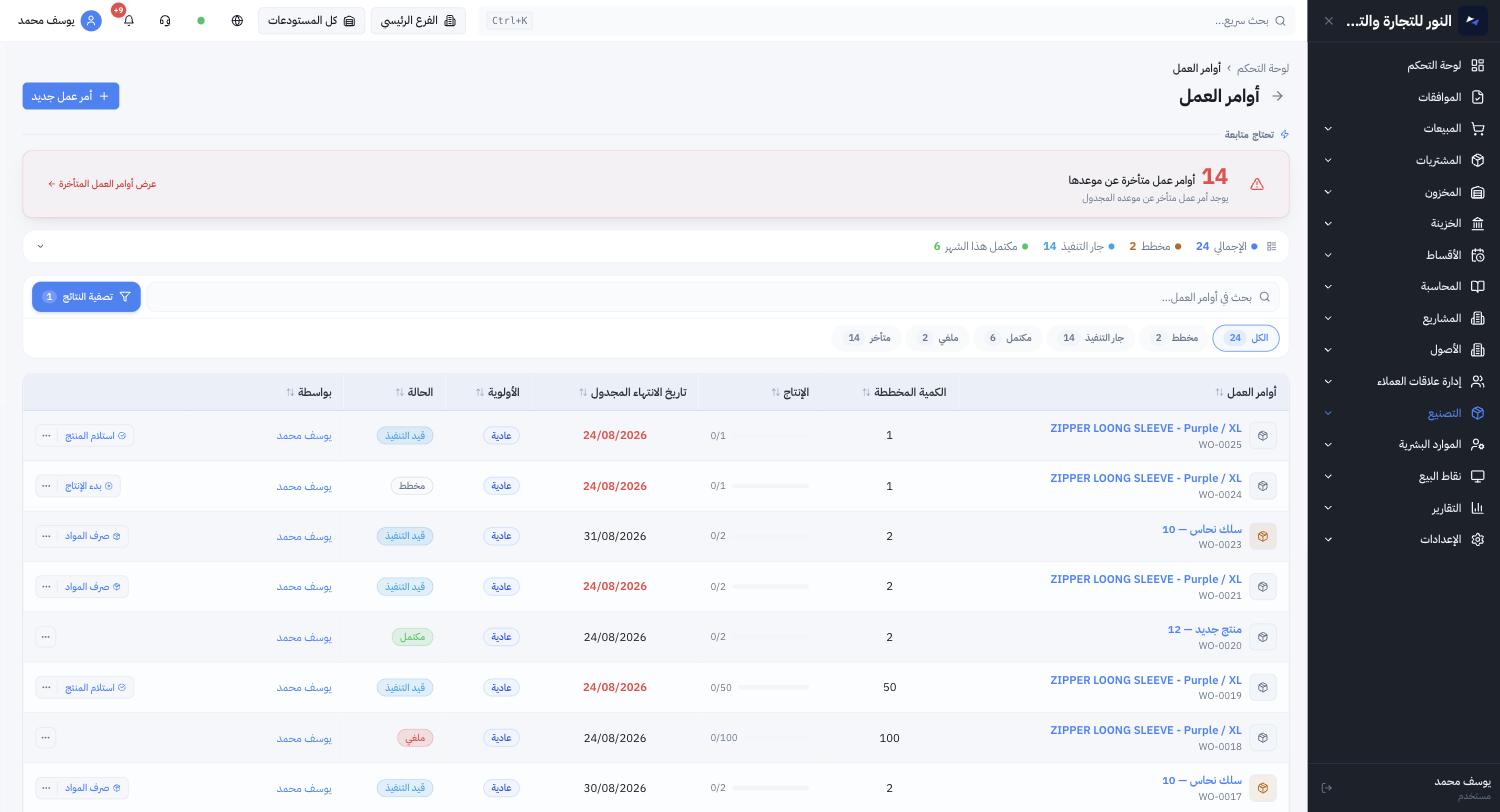 النور للتجارة والتـ...
لوحة التحكم
الموافقات
المبيعات
المشتريات
المخزون
الخزينة
الأقساط
المحاسبة
المشاريع
الأصول
إدارة علاقات العملاء
التصنيع
الموارد البشرية
نقاط البيع
التقارير
الإعدادات
يوسف محمد
مستخدم
بحث سريع...
Ctrl+K
الفرع الرئيسي
كل المستودعات
+9
يوسف محمد
لوحة التحكم › أوامر العمل
أوامر العمل
أمر عمل جديد
تحتاج متابعة
14 أوامر عمل متأخرة عن موعدها
يوجد أمر عمل متأخر عن موعده المجدول
عرض أوامر العمل المتأخرة ←
الإجمالي 24 مخطط 2 جار التنفيذ 14 مكتمل هذا الشهر 6
بحث في أوامر العمل...
تصفية النتائج 1
الكل 24 مخطط 2 جار التنفيذ 14 مكتمل 6 ملغي 2 متأخر 14
أوامر العمل الكمية المخططة الإنتاج تاريخ الانتهاء المجدول الأولوية الحالة بواسطة
ZIPPER LOONG SLEEVE - Purple / XL
WO-0025
1 0/1 24/08/2026 عادية قيد التنفيذ يوسف محمد استلام المنتج
ZIPPER LOONG SLEEVE - Purple / XL
WO-0024
1 0/1 24/08/2026 عادية مخطط يوسف محمد بدء الإنتاج
سلك نحاس — 10
WO-0023
2 0/2 31/08/2026 عادية قيد التنفيذ يوسف محمد صرف المواد
ZIPPER LOONG SLEEVE - Purple / XL
WO-0021
2 0/2 24/08/2026 عادية قيد التنفيذ يوسف محمد صرف المواد
منتج جديد — 12
WO-0020
2 0/2 24/08/2026 عادية مكتمل يوسف محمد
ZIPPER LOONG SLEEVE - Purple / XL
WO-0019
50 0/50 24/08/2026 عادية قيد التنفيذ يوسف محمد استلام المنتج
ZIPPER LOONG SLEEVE - Purple / XL
WO-0018
100 0/100 24/08/2026 عادية ملغي يوسف محمد
سلك نحاس — 10
WO-0017
2 0/2 30/08/2026 عادية قيد التنفيذ يوسف محمد صرف المواد